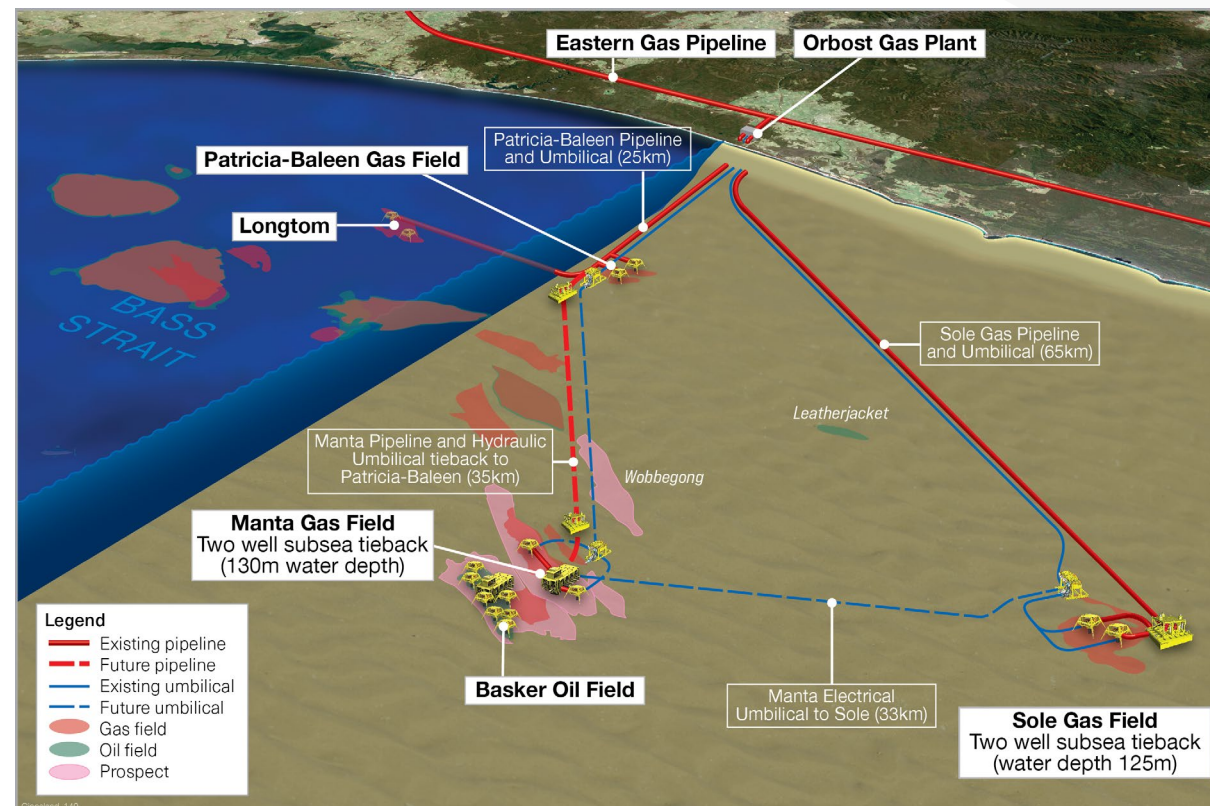 Eastern Gas Pipeline
Orbost Gas Plant
Patricia-Baleen Pipeline
and Umbilical (25km)
Patricia-Baleen Gas Field
Longtom
BASS
STRAIT
Sole Gas Pipeline
and Umbilical (65km)
Leatherjacket
Manta Pipeline and Hydraulic
Umbilical tieback to
Patricia-Baleen (35km)
Wobbegong
Manta Gas Field
Two well subsea tieback
(130m water depth)
Legend
Existing pipeline
Future pipeline
Existing umbilical
Future umbilical
Gas field
Oil field
Prospect
Basker Oil Field
Manta Electrical
Umbilical to Sole (33km)
Sole Gas Field
Two well subsea tieback
(water depth 125m)